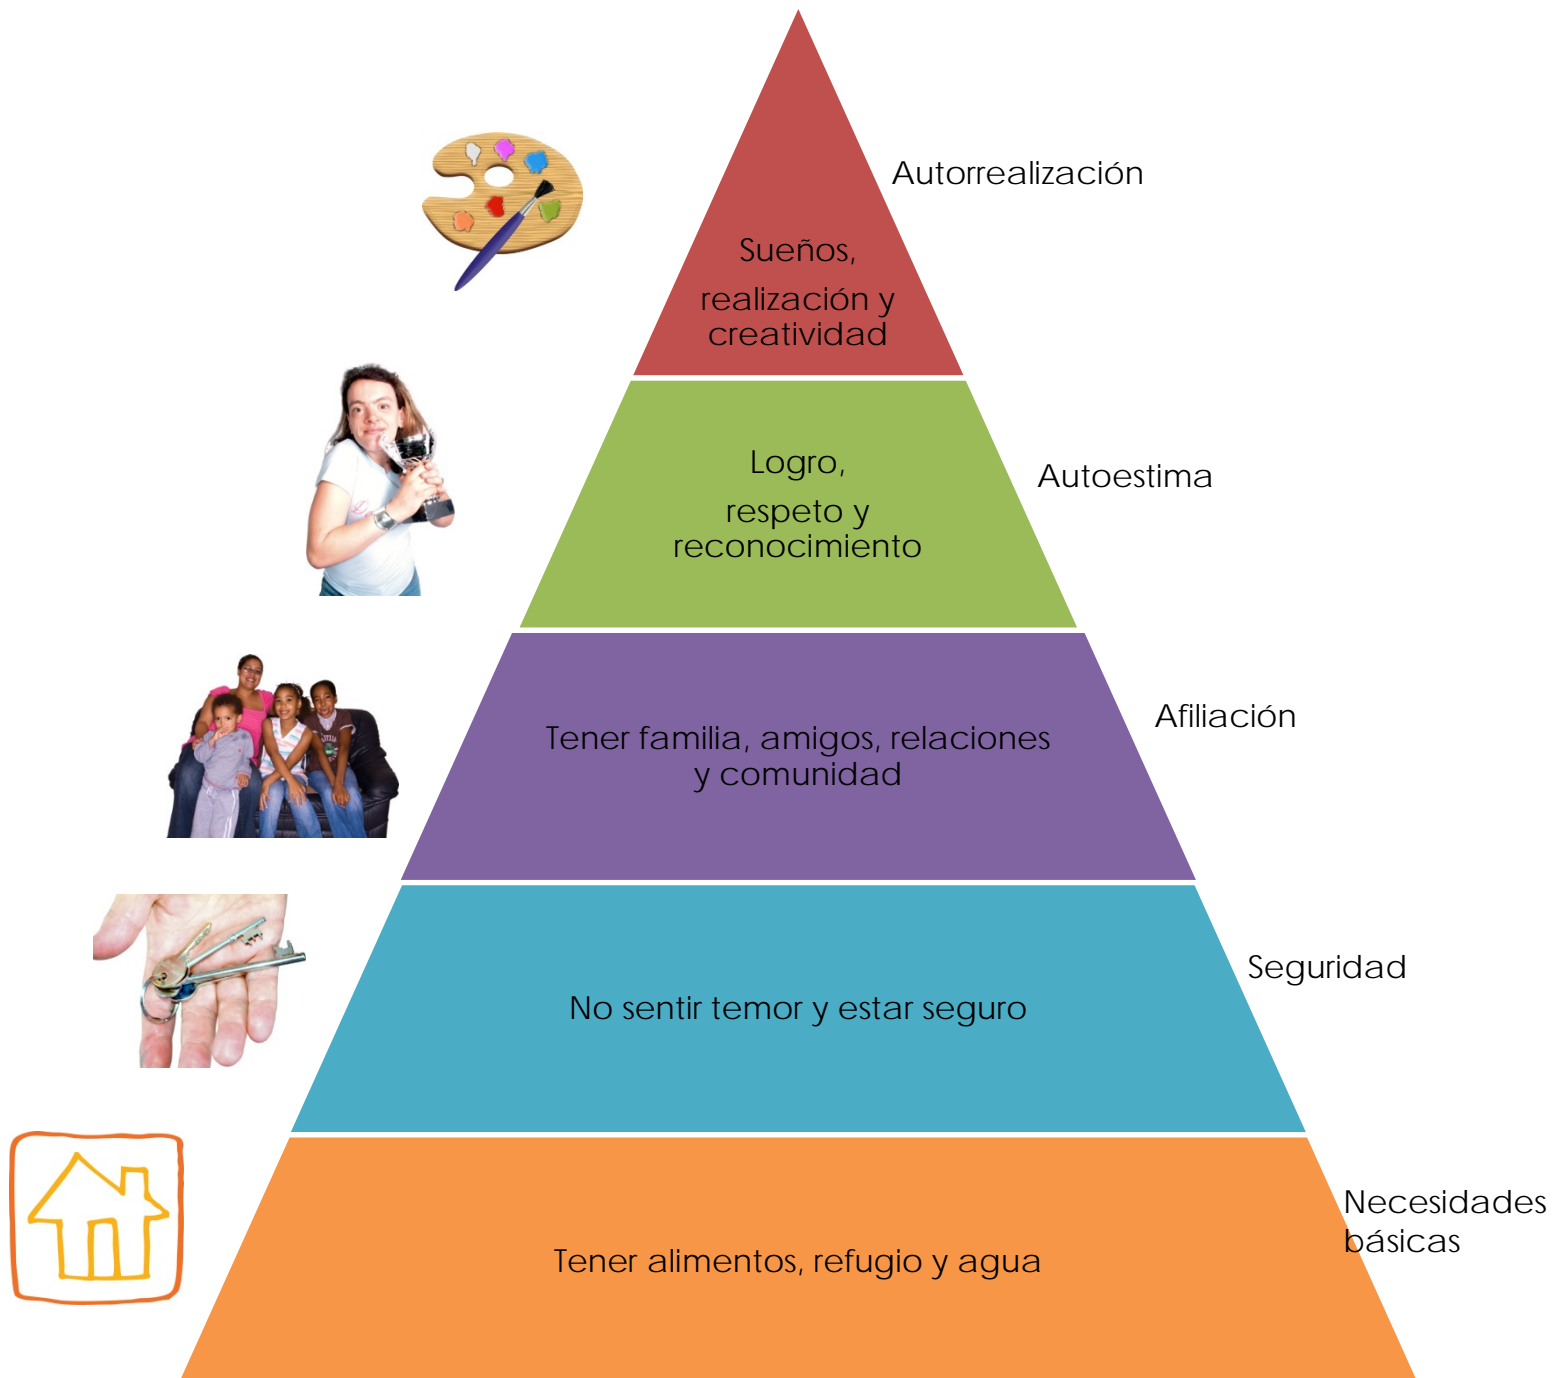 Autorrealización
Sueños,
realización y
creatividad
Logro,
respeto y
reconocimiento
Autoestima
Tener familia, amigos, relaciones
y comunidad
Afiliación
No sentir temor y estar seguro
Seguridad
Tener alimentos, refugio y agua
Necesidades
básicas